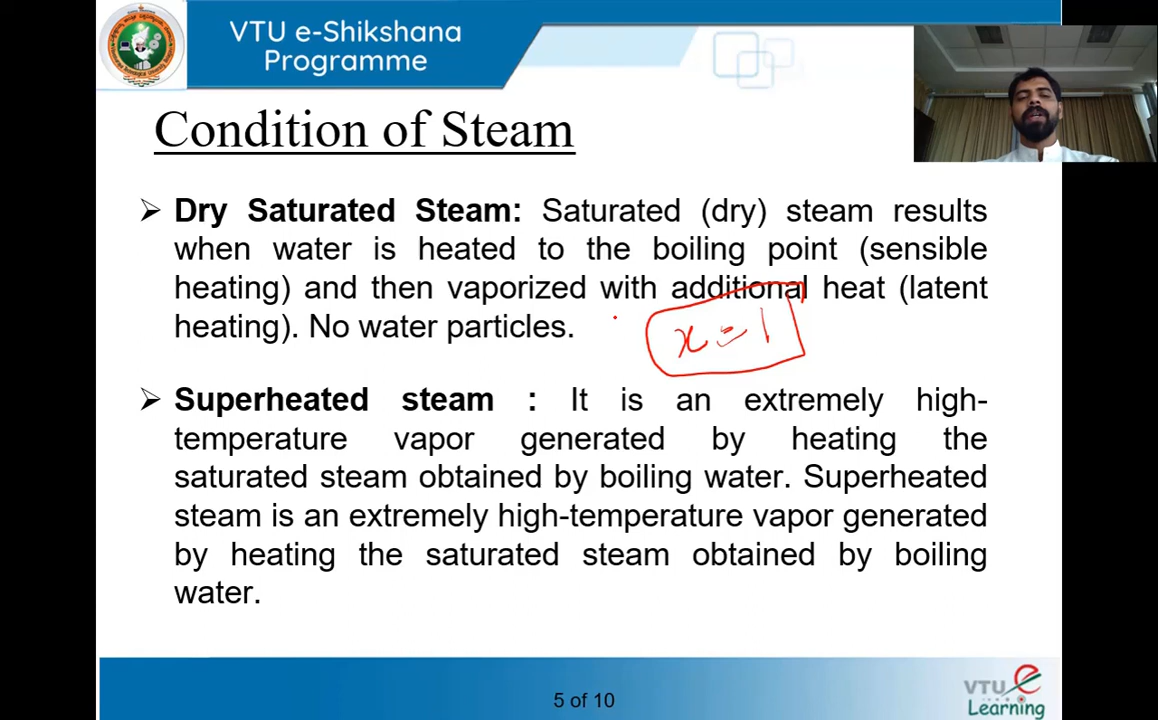 VTU e-Shikshana
Programme
Condition of Steam
➢ Dry Saturated Steam: Saturated (dry) steam results
when water is heated to the boiling point (sensible
heating) and then vaporized with additional heat (latent
heating). No water particles.
x = 1
➢ Superheated steam : It is an extremely high-
temperature vapor generated by heating the
saturated steam obtained by boiling water. Superheated
steam is an extremely high-temperature vapor generated
by heating the saturated steam obtained by boiling
water.
5 of 10
VTU e
Learning